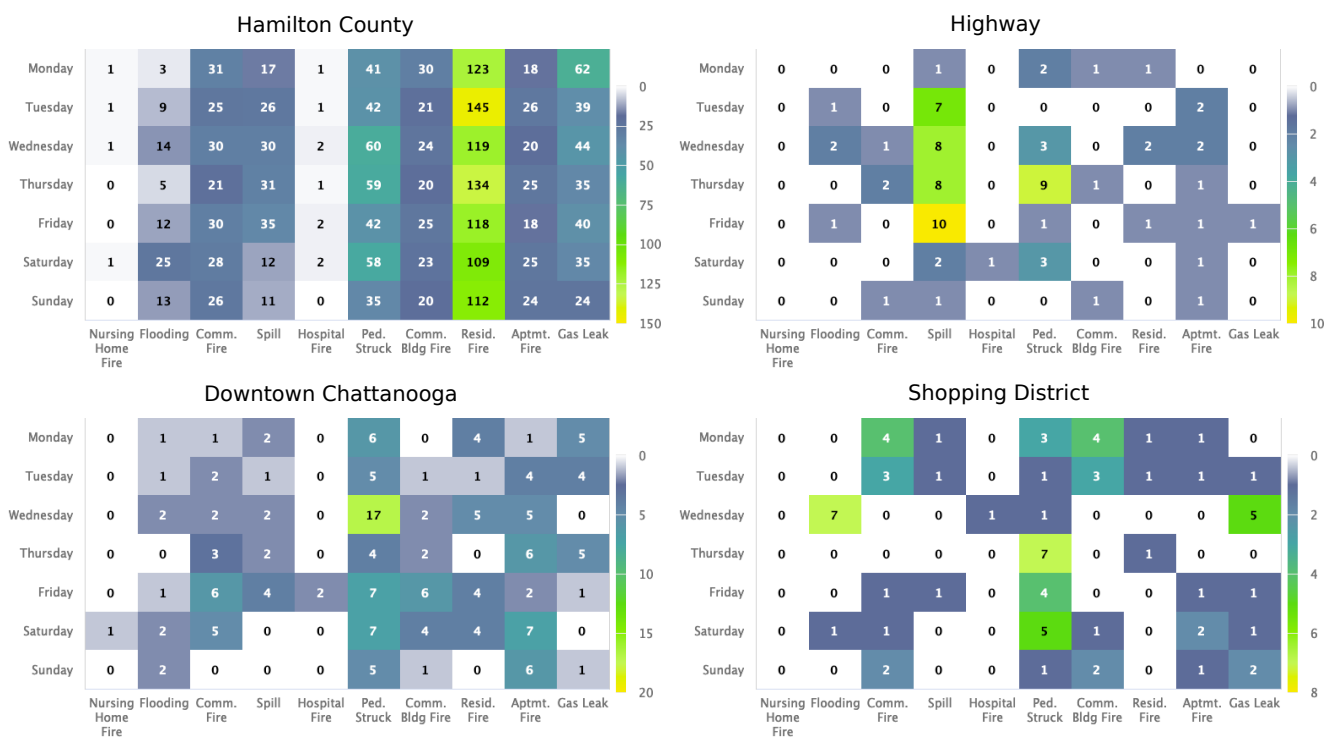 Hamilton County
Monday 1 3 31 17 1 41 30 123 18 62
Tuesday 1 9 25 26 1 42 21 145 26 39
Wednesday 1 14 30 30 2 60 24 119 20 44
Thursday 0 5 21 31 1 59 20 134 25 35
Friday 0 12 30 35 2 42 25 118 18 40
Saturday 1 25 28 12 2 58 23 109 25 35
Sunday 0 13 26 11 0 35 20 112 24 24
Nursing Flooding Comm. Spill Hospital Ped. Comm. Resid. Aptmt. Gas Leak
Home Fire Fire Struck Bldg Fire Fire Fire
Fire
0
25
50
75
100
125
150
Highway
Monday 0 0 0 1 0 2 1 1 0 0
Tuesday 0 1 0 7 0 0 0 0 2 0
Wednesday 0 2 1 8 0 3 0 2 2 0
Thursday 0 0 2 8 0 9 1 0 1 0
Friday 0 1 0 10 0 1 0 1 1 1
Saturday 0 0 0 2 1 3 0 0 1 0
Sunday 0 0 1 1 0 0 1 0 1 0
Nursing Flooding Comm. Spill Hospital Ped. Comm. Resid. Aptmt. Gas Leak
Home Fire Fire Struck Bldg Fire Fire Fire
Fire
0
2
4
6
8
10
Downtown Chattanooga
Monday 0 1 1 2 0 6 0 4 1 5
Tuesday 0 1 2 1 0 5 1 1 4 4
Wednesday 0 2 2 2 0 17 2 5 5 0
Thursday 0 0 3 2 0 4 2 0 6 5
Friday 0 1 6 4 2 7 6 4 2 1
Saturday 1 2 5 0 0 7 4 4 7 0
Sunday 0 2 0 0 0 5 1 0 6 1
Nursing Flooding Comm. Spill Hospital Ped. Comm. Resid. Aptmt. Gas Leak
Home Fire Fire Struck Bldg Fire Fire Fire
Fire
0
5
10
15
20
Shopping District
Monday 0 0 4 1 0 3 4 1 1 0
Tuesday 0 0 3 1 0 1 3 1 1 1
Wednesday 0 7 0 0 1 1 0 0 0 5
Thursday 0 0 0 0 0 7 0 1 0 0
Friday 0 0 1 1 0 4 0 0 1 1
Saturday 0 1 1 0 0 5 1 0 2 1
Sunday 0 0 2 0 0 1 2 0 1 2
Nursing Flooding Comm. Spill Hospital Ped. Comm. Resid. Aptmt. Gas Leak
Home Fire Fire Struck Bldg Fire Fire Fire
Fire
0
2
4
6
8